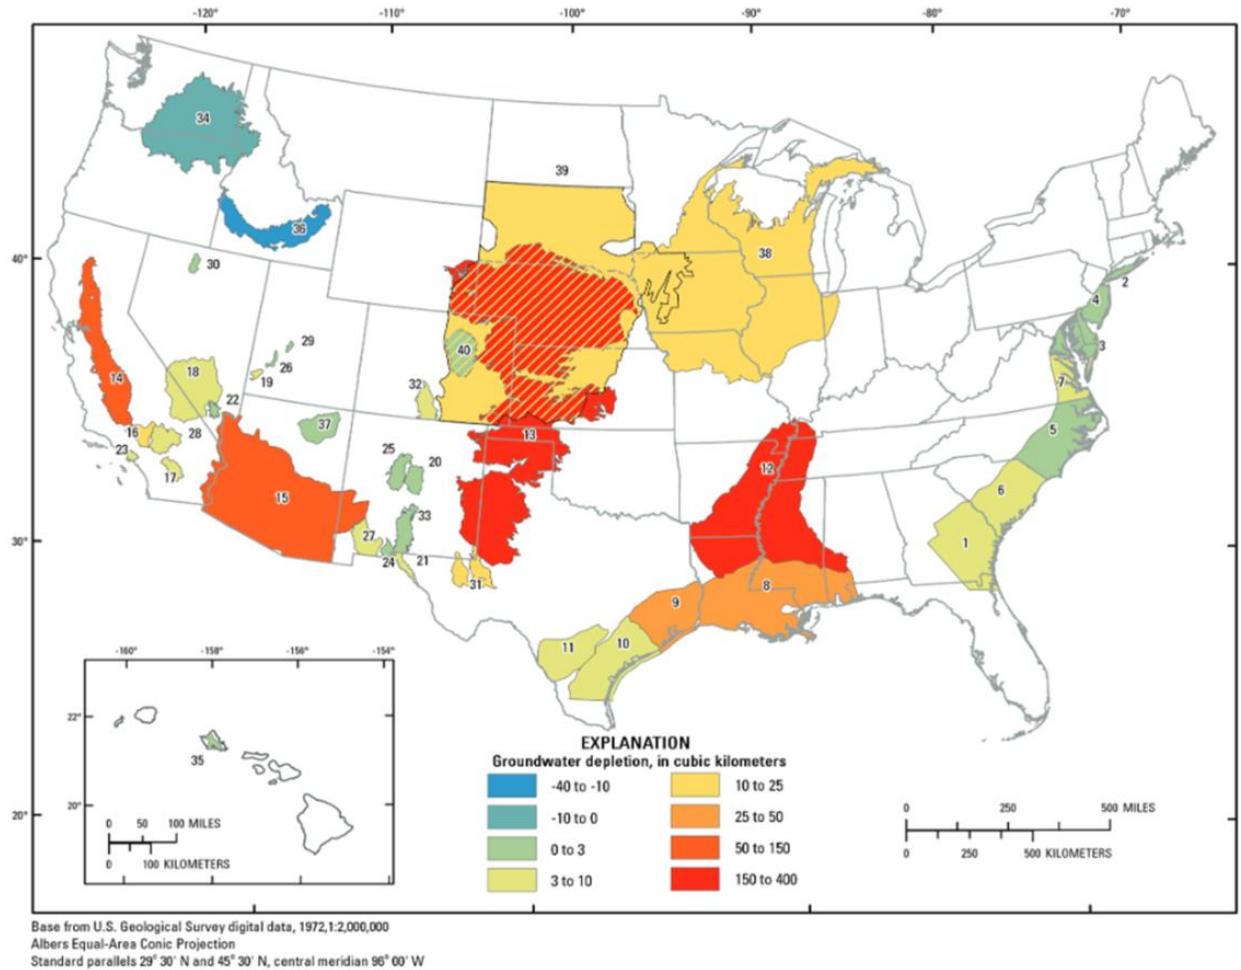 -120° -110° -100° -90° -80° -70°
34
39
36
38
40°
30
2
4
29
3
40
26
18
32
19
14
7
22
37
16
28
13
5
23
25
20
12
17
15
6
33
27
1
30°
24
21
31
8
9
10
11
-160° -158° -156° -154°
22°
35
20°
0 50 100 MILES
0 100 KILOMETERS
EXPLANATION
Groundwater depletion, in cubic kilometers
-40 to -10
-10 to 0
0 to 3
3 to 10
10 to 25
25 to 50
50 to 150
150 to 400
20°
0 250 500 MILES
0 250 500 KILOMETERS
Base from U.S. Geological Survey digital data, 1972,1:2,000,000
Albers Equal-Area Conic Projection
Standard parallels 29° 30' N and 45° 30' N, central meridian 96° 00' W